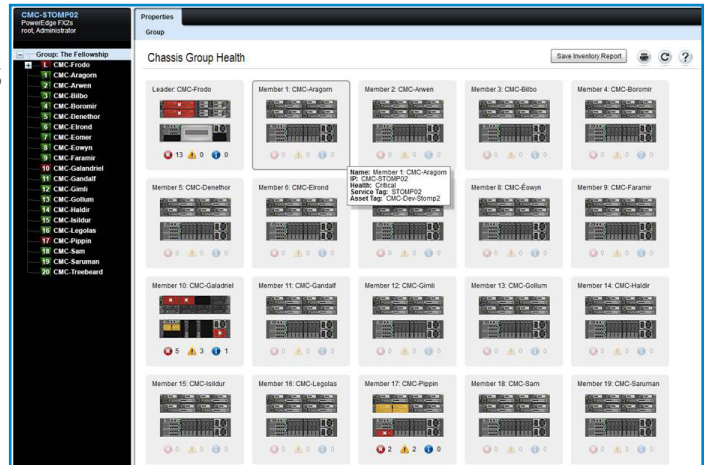 CMC-STOMP02
PowerEdge FX2s
root, Administrator
Properties
Group
Group: The Fellowship
L CMC-Frodo
1 CMC-Aragorn
2 CMC-Arwen
3 CMC-Bilbo
4 CMC-Boromir
5 CMC-Denethor
6 CMC-Elrond
7 CMC-Eomer
8 CMC-Eowyn
9 CMC-Faramir
10 CMC-Galandriel
11 CMC-Gandalf
12 CMC-Gimli
13 CMC-Gollum
14 CMC-Haldir
15 CMC-Isildur
16 CMC-Legolas
17 CMC-Pippin
18 CMC-Sam
19 CMC-Saruman
20 CMC-Treebeard
Chassis Group Health
Save Inventory Report
C ?
Leader: CMC-Frodo
13 0 0
Member 1: CMC-Aragorn
0 0 0
Member 2: CMC-Arwen
0 0
Member 3: CMC-Bilbo
0 0 0
Member 4: CMC-Boromir
0 0 0
Name: Member 1: CMC-Aragorn
IP: CMC-STOMP02
Health: Critical
Service Tag: STOMP02
Asset Tag: CMC-Dev-Stomp2
Member 5: CMC-Denethor
0 0 0
Member 6: CMC-Elrond
0 0 0
0 0 0
Member 8: CMC-Éowyn
0 0 0
Member 9: CMC-Faramir
0 0 0
Member 10: CMC-Galadriel
5 3 1
Member 11: CMC-Gandalf
0 0 0
Member 12: CMC-Gimli
0 0 0
Member 13: CMC-Gollum
0 0 0
Member 14: CMC-Haldir
0 0 0
Member 15: CMC-Isildur
0 0 0
Member 16: CMC-Legolas
0 0 0
Member 17: CMC-Pippin
2 2 0
Member 18: CMC-Sam
0 0 0
Member 19: CMC-Saruman
0 0 0